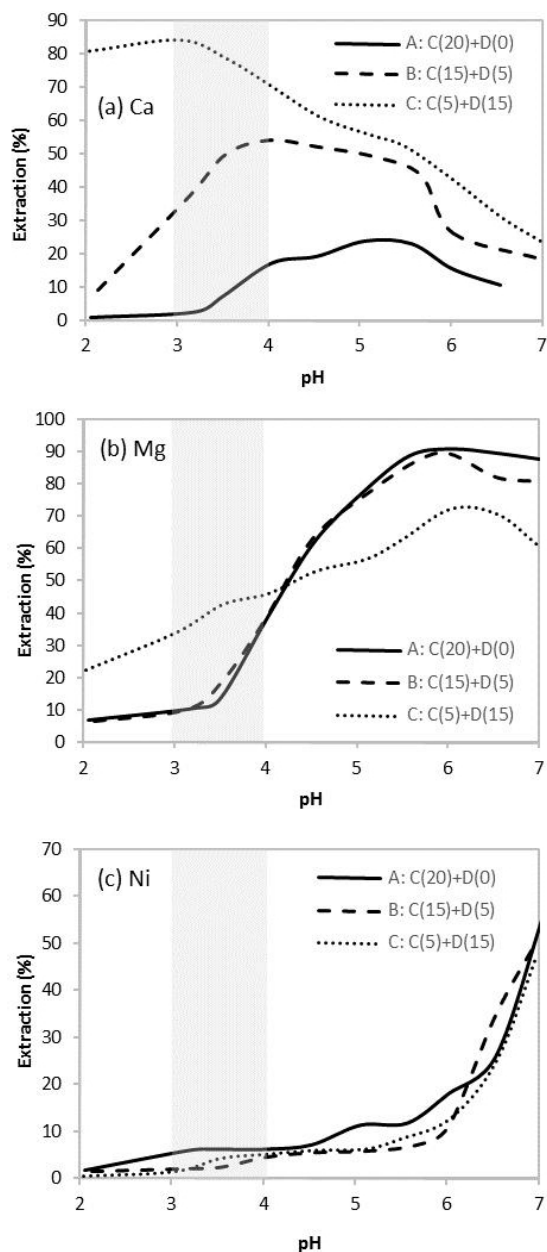 90
80
70
60
50
40
30
20
10
0
Extraction (%)
(a) Ca
A: C(20)+D(0)
B: C(15)+D(5)
C: C(5)+D(15)
2 3 4 5 6 7
pH
100
90
80
70
60
50
40
30
20
10
0
Extraction (%)
(b) Mg
A: C(20)+D(0)
B: C(15)+D(5)
C: C(5)+D(15)
2 3 4 5 6 7
pH
70
60
50
40
30
20
10
0
Extraction (%)
(c) Ni
A: C(20)+D(0)
B: C(15)+D(5)
C: C(5)+D(15)
2 3 4 5 6 7
pH